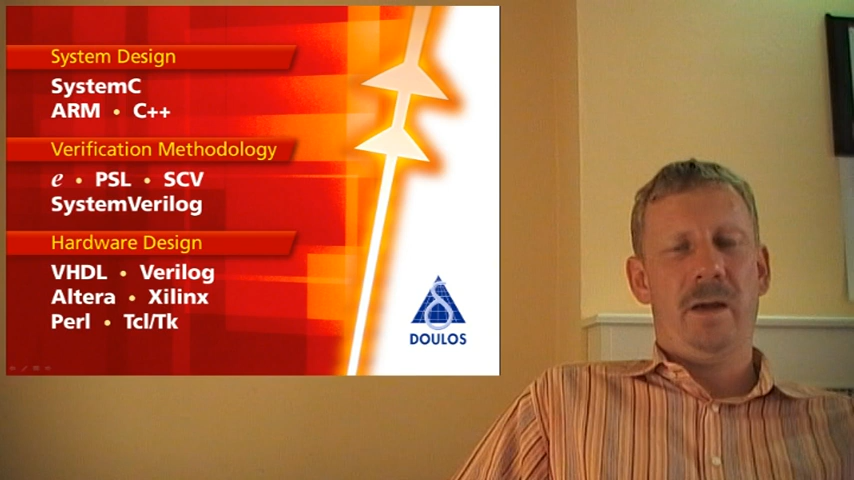 System Design
SystemC
ARM • C++
Verification Methodology
e • PSL • SCV
SystemVerilog
Hardware Design
VHDL • Verilog
Altera • Xilinx
Perl • Tcl/Tk
DOULOS